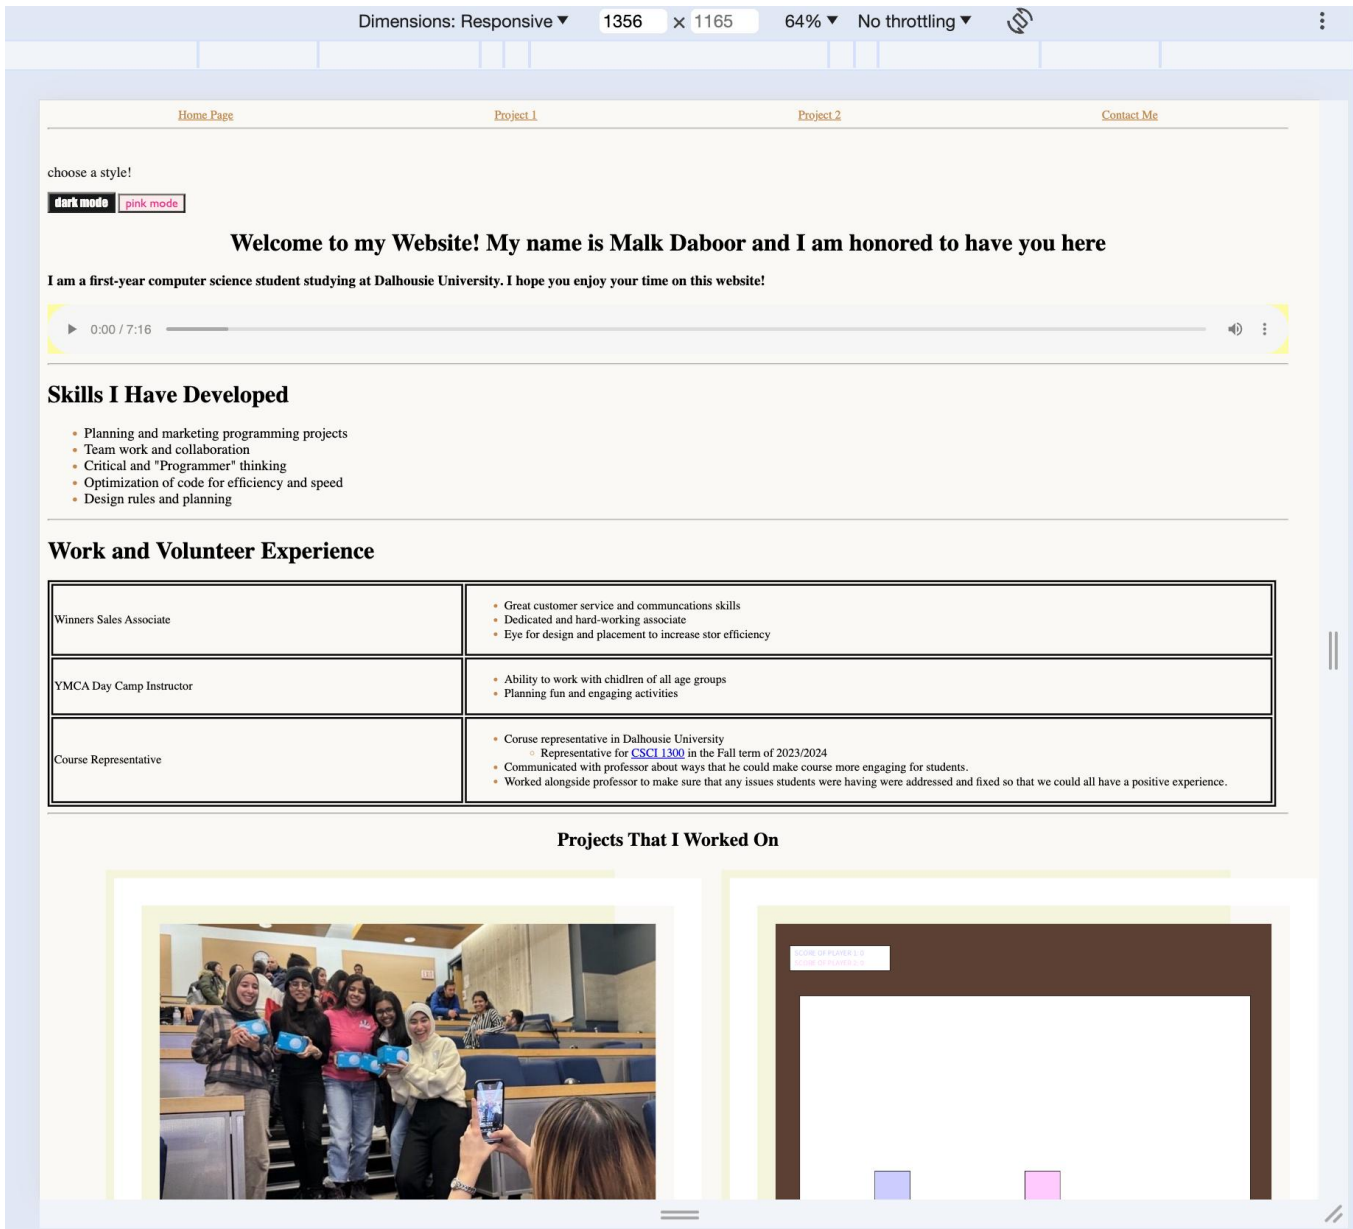 Dimensions: Responsive ▼ 1356 × 1165 64% ▼ No throttling ▼
Home Page Project 1 Project 2 Contact Me
choose a style!
dark mode pink mode
Welcome to my Website! My name is Malk Daboor and I am honored to have you here
I am a first-year computer science student studying at Dalhousie University. I hope you enjoy your time on this website!
0:00 / 7:16
Skills I Have Developed
Planning and marketing programming projects
Team work and collaboration
Critical and "Programmer" thinking
Optimization of code for efficiency and speed
Design rules and planning
Work and Volunteer Experience
Winners Sales Associate
Great customer service and communcations skills
Dedicated and hard-working associate
Eye for design and placement to increase stor efficiency
YMCA Day Camp Instructor
Ability to work with chidlren of all age groups
Planning fun and engaging activities
Course Representative
Coruse representative in Dalhousie University
Representative for CSCI 1300 in the Fall term of 2023/2024
Communicated with professor about ways that he could make course more engaging for students.
Worked alongside professor to make sure that any issues students were having were addressed and fixed so that we could all have a positive experience.
Projects That I Worked On
SCORE OF PLAYER 1: 0
SCORE OF PLAYER 2: 0